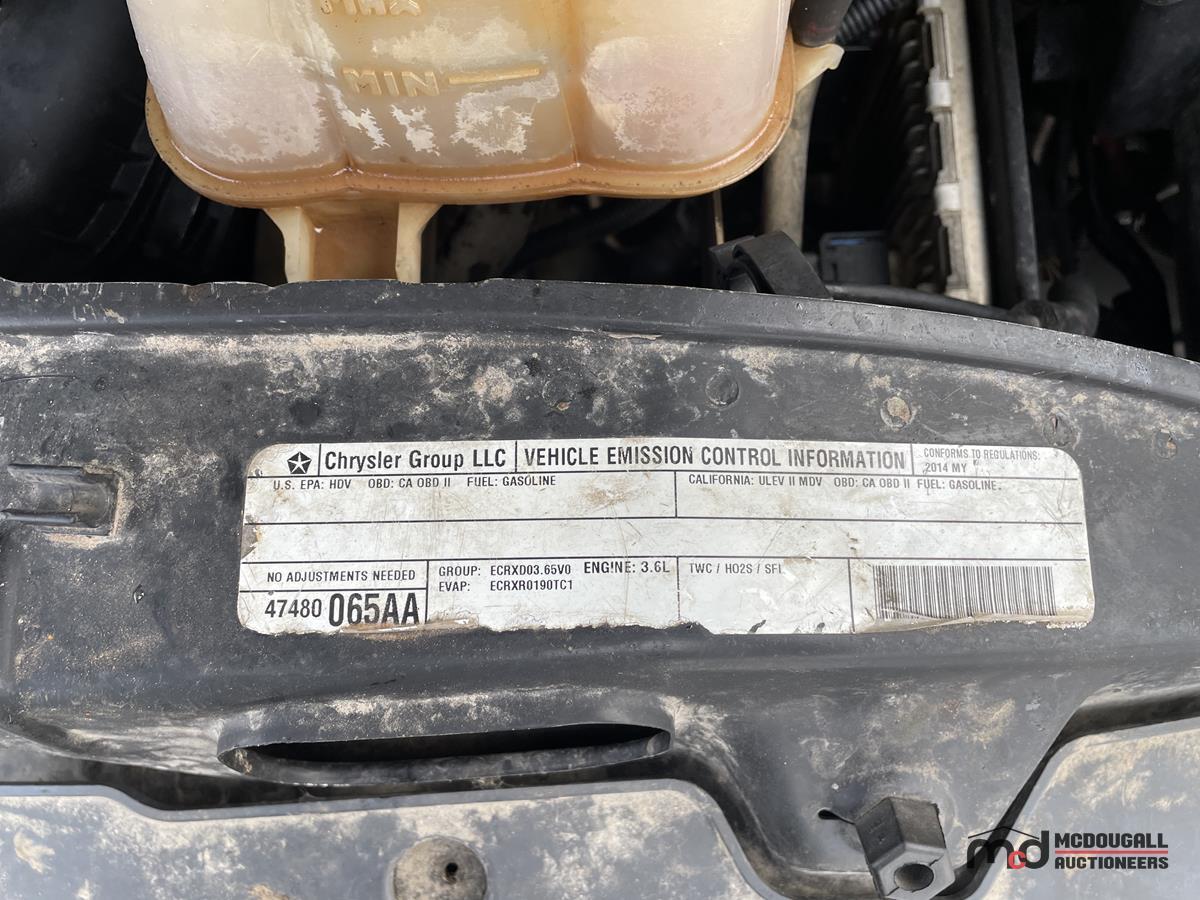 MAX
MIN
Chrysler Group LLC VEHICLE EMISSION CONTROL INFORMATION CONFORMS TO REGULATIONS:
2014 MY
U.S. EPA: HDV OBD: CA OBD II FUEL: GASOLINE CALIFORNIA: ULEV II MDV OBD: CA OBD II FUEL: GASOLINE.
NO ADJUSTMENTS NEEDED GROUP: ECRXD03.65V0 ENGINE: 3.6L TWC / HO2S / SFI
EVAP: ECRXR0190TC1
47480 065AA
mcd MCDOUGALL
AUCTIONEERS